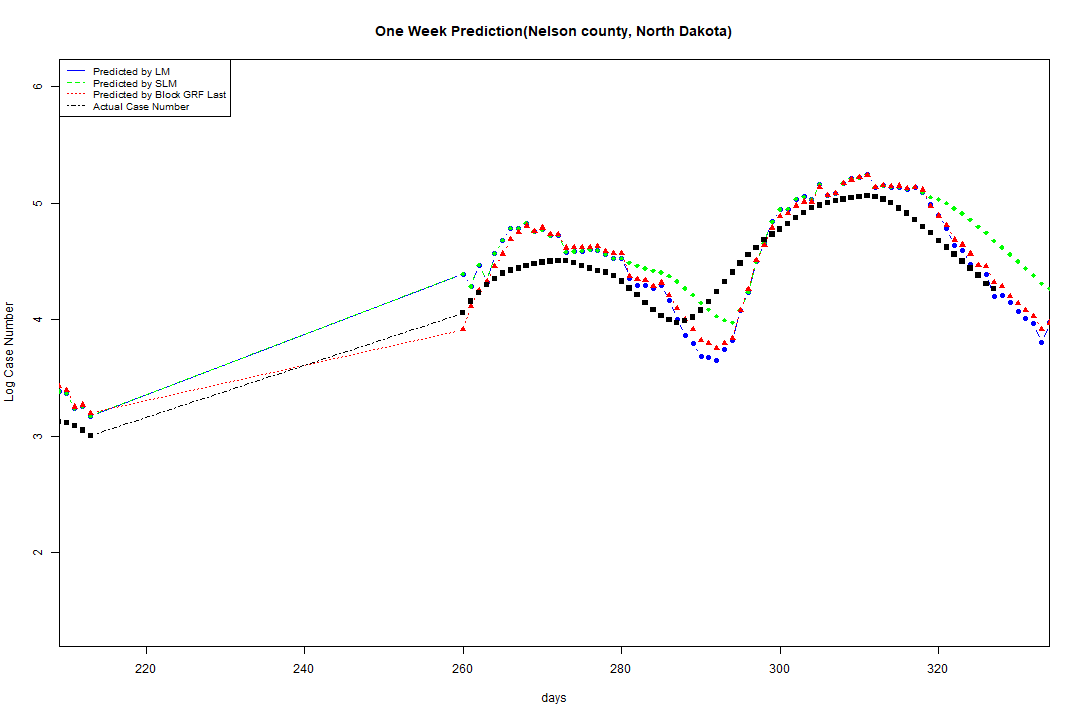 One Week Prediction(Nelson county, North Dakota)
Predicted by LM
Predicted by SLM
Predicted by Block GRF Last
Actual Case Number
6
5
4
3
2
Log Case Number
220 240 260 280 300 320
days